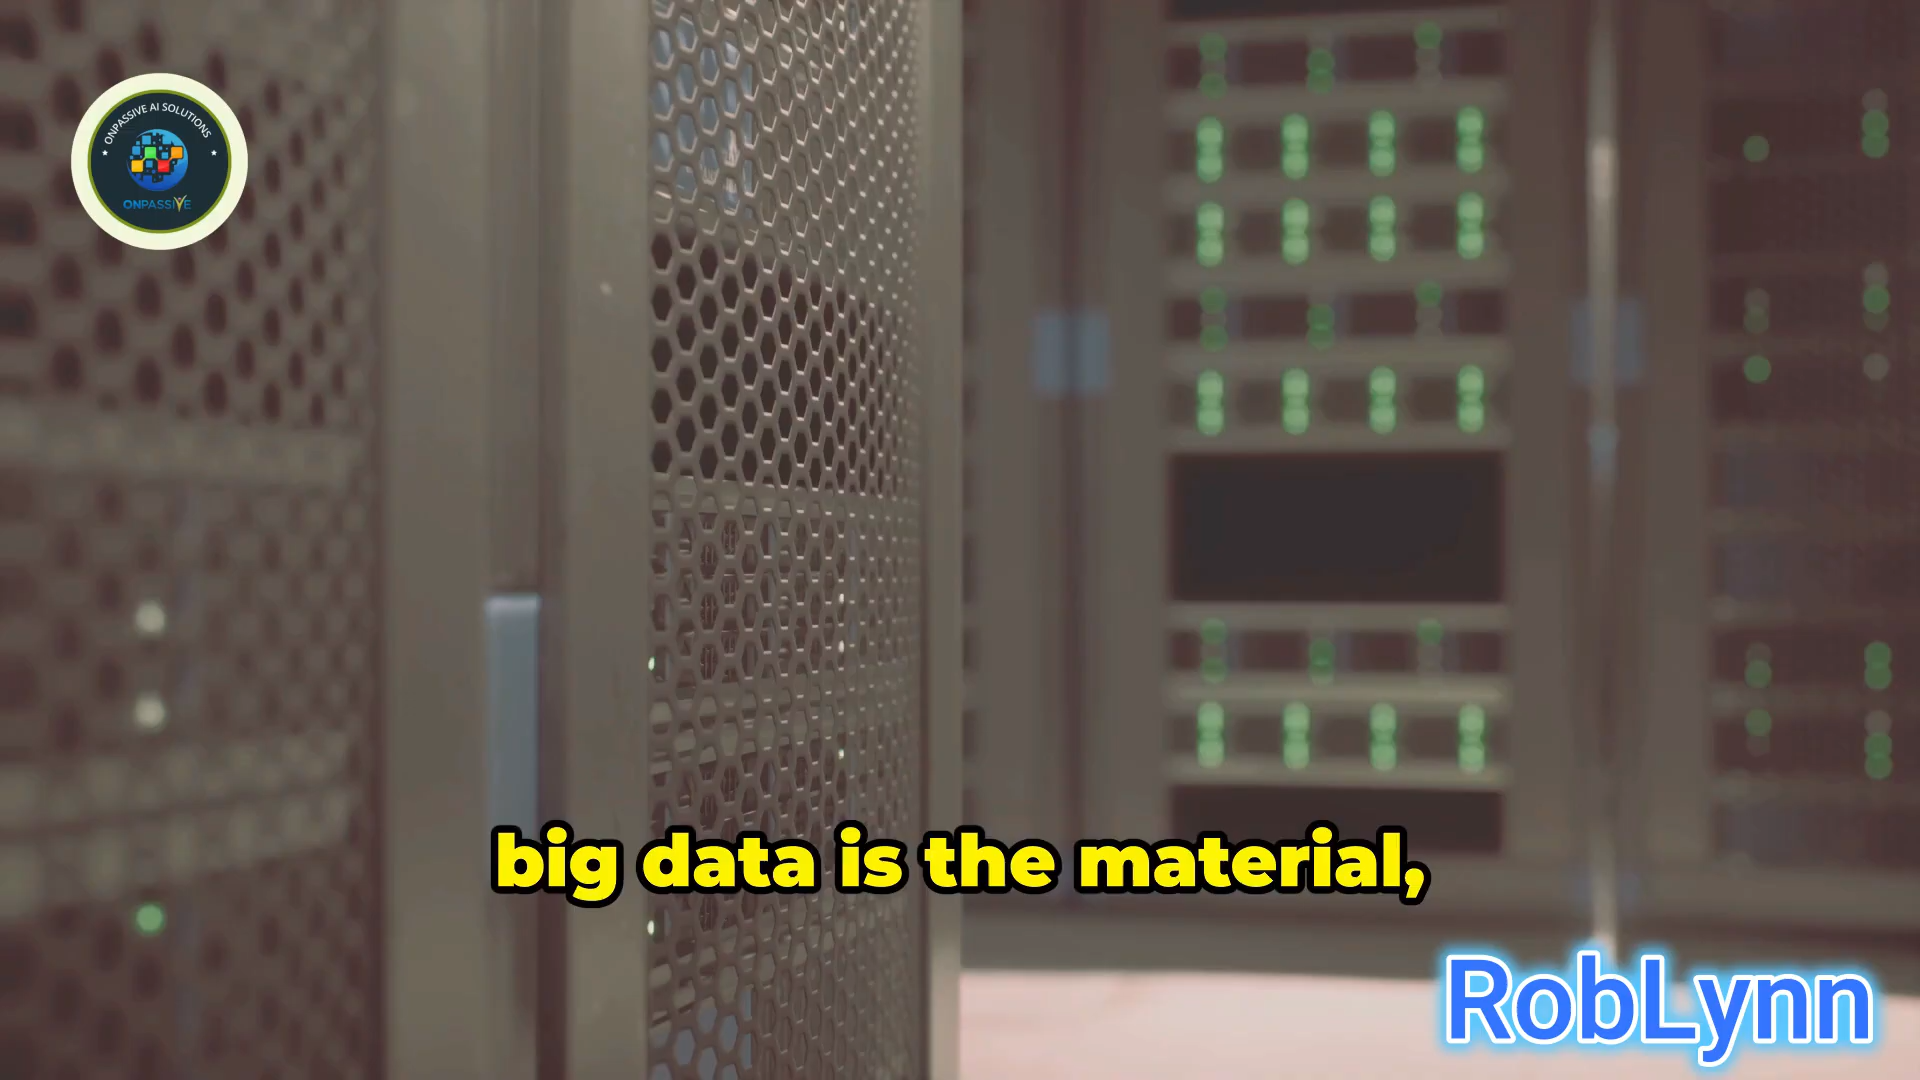 ONPASSIVE AI SOLUTIONS
ONPASSIVE
big data is the material,
RobLynn